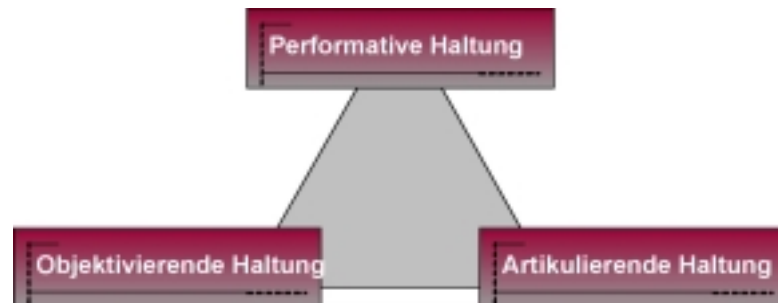 Performative Haltung
Objektivierende Haltung
Artikulierende Haltung